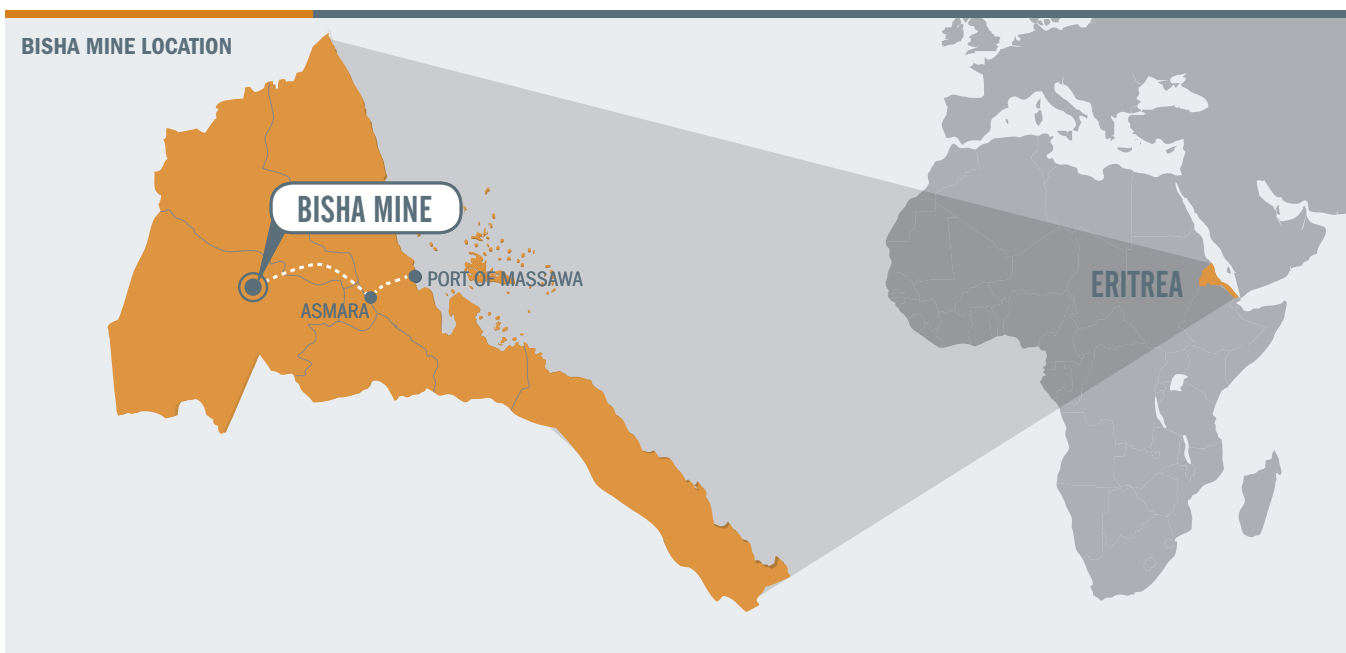 BISHA MINE LOCATION
BISHA MINE
PORT OF MASSAWA
ASMARA
ERITREA